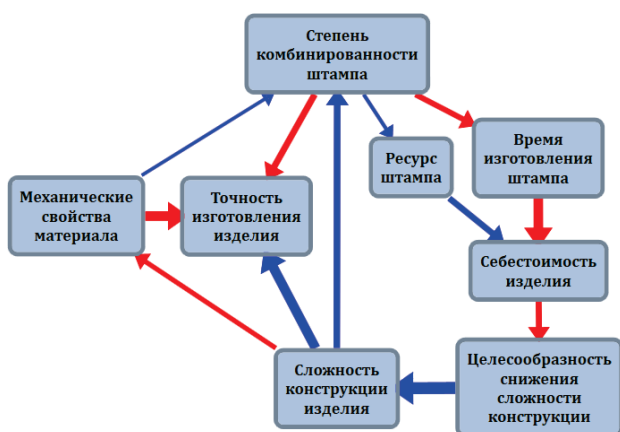 Степень
комбинированности
штампа
Время
изготовления
штампа
Ресурс
штампа
Механические
свойства
материала
Точность
изготовления
изделия
Себестоимость
изделия
Сложность
конструкции
изделия
Целесообразность
снижения
сложности
конструкции